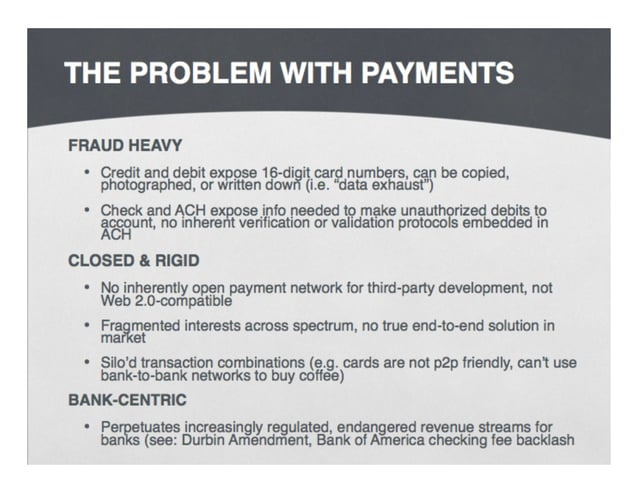 THE PROBLEM WITH PAYMENTS
FRAUD HEAVY
• Credit and debit expose 16-digit card numbers, can be copied,
photographed, or written down (i.e. “data exhaust”)
• Check and ACH expose info needed to make unauthorized debits to
account, no inherent verification or validation protocols embedded in
ACH
CLOSED & RIGID
• No inherently open payment network for third-party development, not
Web 2.0-compatible
• Fragmented interests across spectrum, no true end-to-end solution in
market
• Silo’d transaction combinations (e.g. cards are not p2p friendly, can’t use
bank-to-bank networks to buy coffee)
BANK-CENTRIC
• Perpetuates increasingly regulated, endangered revenue streams for
banks (see: Durbin Amendment, Bank of America checking fee backlash